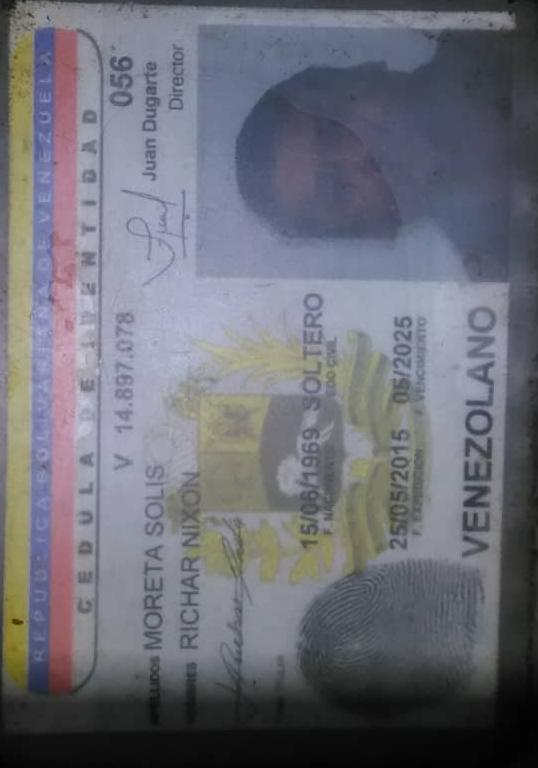 REPUBLICA BOLIVARIANA DE VENEZUELA
CEDULA DE IDENTIDAD
V 14.897.078 056
APELLIDOS MORETA SOLIS
NOMBRES RICHAR NIXON
Juan Dugarte
Director
15/06/1969 SOLTERO
F. NACIMIENTO EDO CIVIL
25/05/2015 05/2025
F. EXPEDICION F. VENCIMIENTO
VENEZOLANO